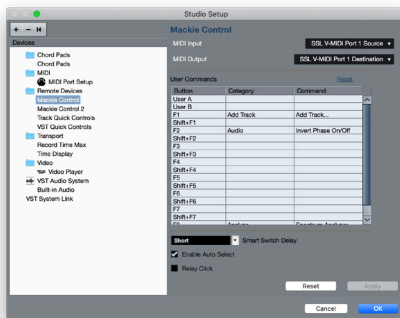 Studio Setup
Devices
Chord Pads
Chord Pads
MIDI
MIDI Port Setup
Remote Devices
Mackie Control
Mackie Control 2
Track Quick Controls
VST Quick Controls
Transport
Record Time Max
Time Display
Video
Video Player
VST Audio System
Built-in Audio
VST System Link
Mackie Control
MIDI Input SSL V-MIDI Port 1 Source
MIDI Output SSL V-MIDI Port 1 Destination
User Commands Reset
Button Category Command
User A
User B
F1 Add Track Add Track...
Shift+F1
F2 Audio Invert Phase On/Off
Shift+F2
F3
Shift+F3
F4
Shift+F4
F5
Shift+F5
F6
Shift+F6
F7
Shift+F7
Short Smart Switch Delay
Enable Auto Select
Relay Click
Reset Apply
Cancel OK